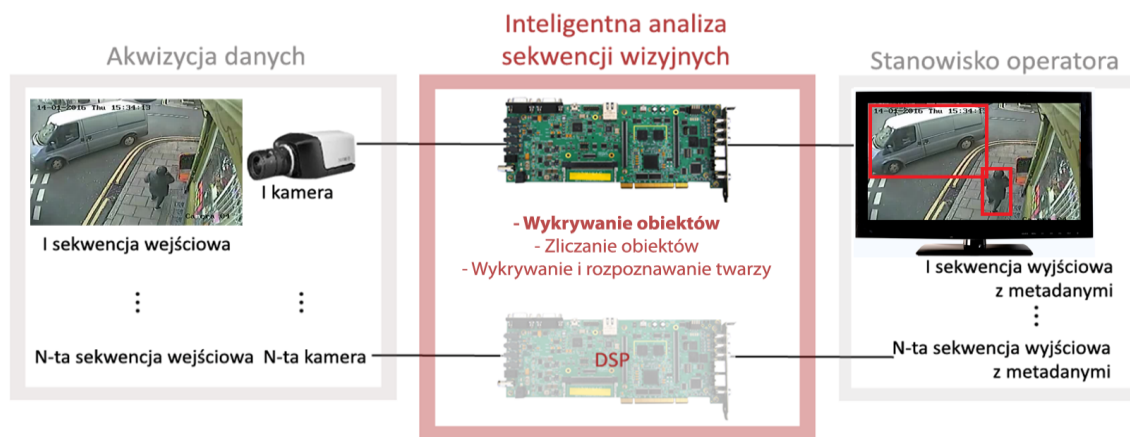 Akwizycja danych
14-01-2016 Thu 15:34:13
I kamera
I sekwencja wejściowa
N-ta sekwencja wejściowa
N-ta kamera
Inteligentna analiza
sekwencji wizyjnych
- Wykrywanie obiektów
- Zliczanie obiektów
- Wykrywanie i rozpoznawanie twarzy
DSP
Stanowisko operatora
14-01-2016 Thu 15:34:
I sekwencja wyjściowa
z metadanymi
N-ta sekwencja wyjściowa
z metadanymi